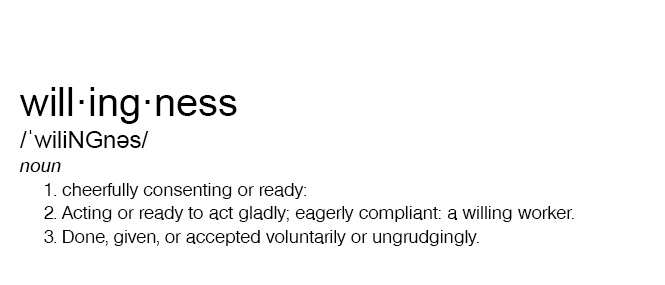 will·ing·ness
/ˈwiliNGnəs/
noun
1. cheerfully consenting or ready:
2. Acting or ready to act gladly; eagerly compliant: a willing worker.
3. Done, given, or accepted voluntarily or ungrudgingly.